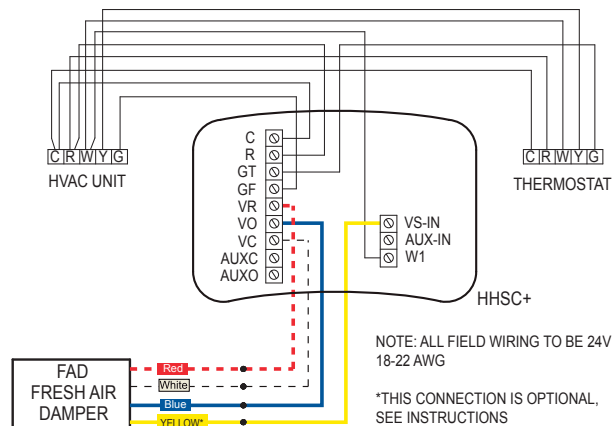 C R W Y G
HVAC UNIT
C R W Y G
THERMOSTAT
C
R
GT
GF
VR
VO
VC
AUXC
AUXO
VS-IN
AUX-IN
W1
HHSC+
NOTE: ALL FIELD WIRING TO BE 24V
18-22 AWG
*THIS CONNECTION IS OPTIONAL,
SEE INSTRUCTIONS
FAD
FRESH AIR
DAMPER
Red
White
Blue
YELLOW*